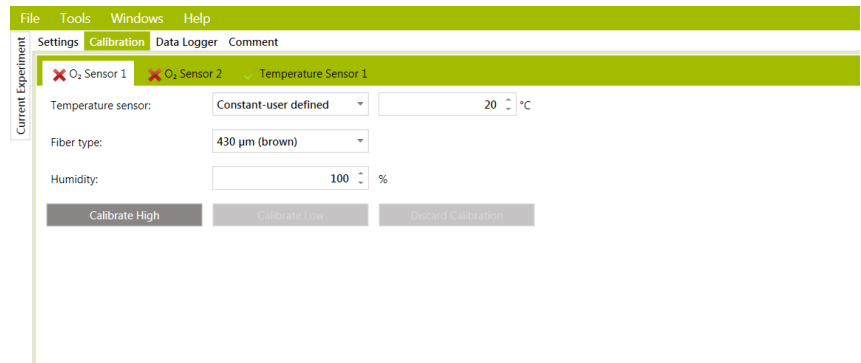 File Tools Windows Help
Current Experiment
Settings Calibration Data Logger Comment
O₂ Sensor 1 O₂ Sensor 2 Temperature Sensor 1
Temperature sensor: Constant-user defined 20 °C
Fiber type: 430 µm (brown)
Humidity: 100 %
Calibrate High Calibrate Low Discard Calibration